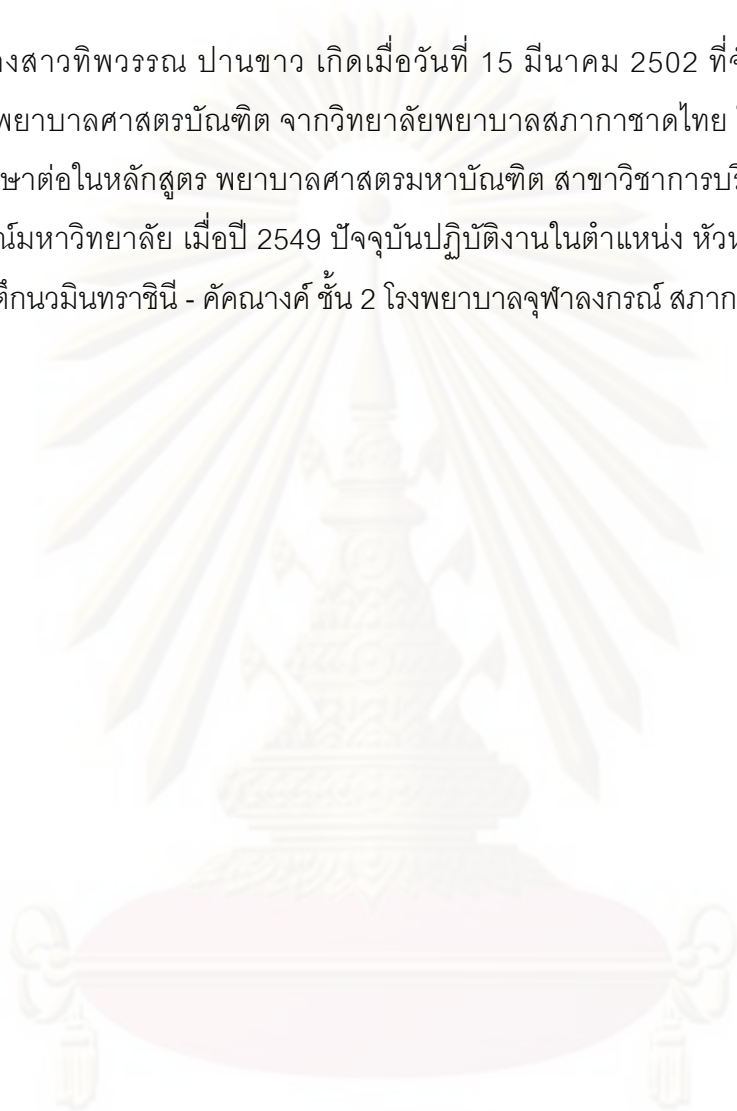 งสาวทิพวรรณ ปานขาว เกิดเมื่อวันที่ 15 มีนาคม 2502 ที่จั
พยาบาลศาสตรบัณฑิต จากวิทยาลัยพยาบาลสภากาชาดไทย
ษาต่อในหลักสูตร พยาบาลศาสตรมหาบัณฑิต สาขาวิชาการบริ
ณ์มหาวิทยาลัย เมื่อปี 2549 ปัจจุบันปฏิบัติงานในตำแหน่ง หัวห
ตึกนวมินทราชินี - คัคณางค์ ชั้น 2 โรงพยาบาลจุฬาลงกรณ์ สภาก